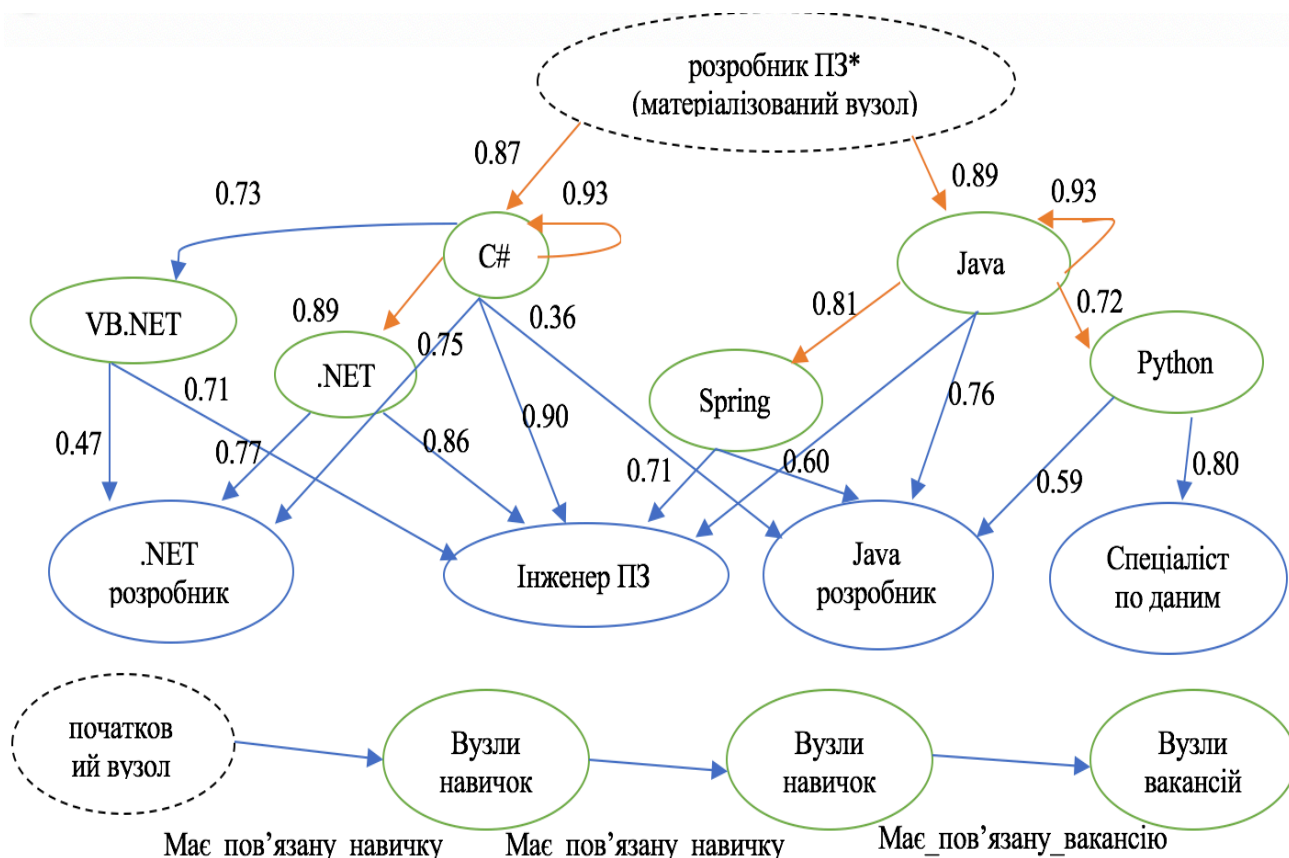 розробник ПЗ*
(матеріалізований вузол)
0.87
0.89
0.73
0.93
0.93
C#
Java
VB.NET
0.89
0.75
0.36
0.81
0.72
.NET
Spring
Python
0.71
0.47
0.77
0.86
0.90
0.71
0.60
0.76
0.59
0.80
.NET
розробник
Інженер ПЗ
Java
розробник
Спеціаліст
по даним
початков
ий вузол
Вузли
навичок
Вузли
навичок
Вузли
вакансій
Має_пов’язану_навичку
Має_пов’язану_навичку
Має_пов’язану_вакансію